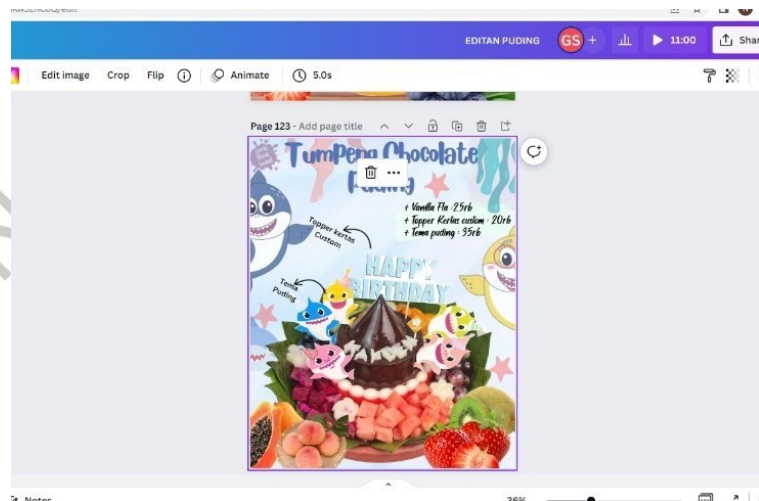 EDITAN PUDING GS + 11:00 Shar
Edit image Crop Flip Animate 5.0s
Page 123 - Add page title
Tumpeng Chocolate
+ Vanilla Fla : 25rb
+ Topper Kertas custom : 20rb
+ Tema puding : 35rb
Topper kertas
Custom
HAPPY
BIRTHDAY
Tema
Puding
Notes
36%